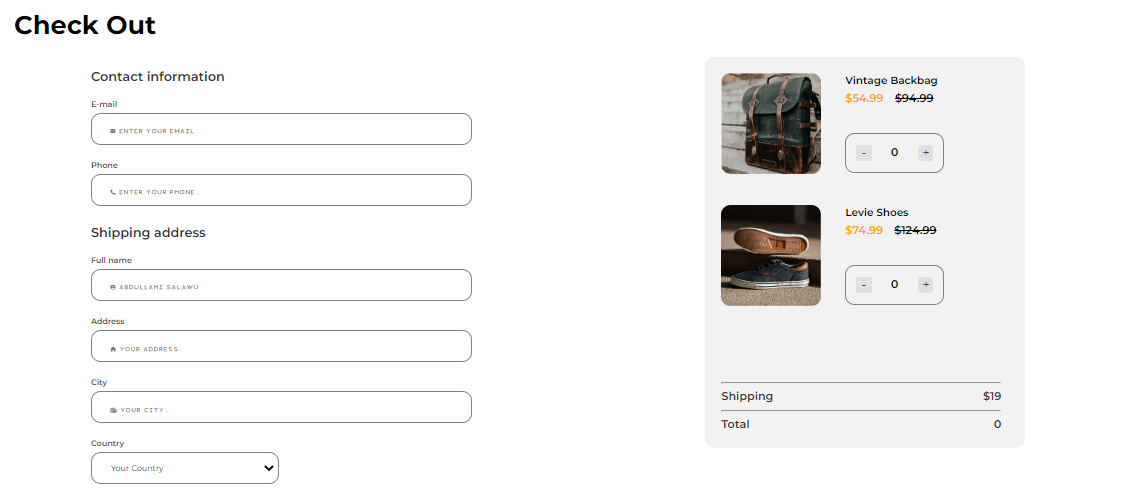 Check Out
Contact information
E-mail
ENTER YOUR EMAIL...
Phone
ENTER YOUR PHONE...
Shipping address
Full name
ABDULLAHI SALAWU
Address
YOUR ADDRESS...
City
YOUR CITY...
Country
Your Country
Vintage Backbag
$54.99 $94.99
- 0 +
Levie Shoes
$74.99 $124.99
- 0 +
Shipping $19
Total 0